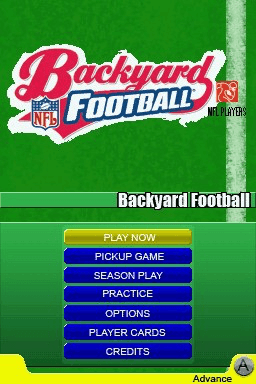 Backyard
FOOTBALL
NFL
NFL PLAYERS
Backyard Football
PLAY NOW
PICKUP GAME
SEASON PLAY
PRACTICE
OPTIONS
PLAYER CARDS
CREDITS
A
Advance